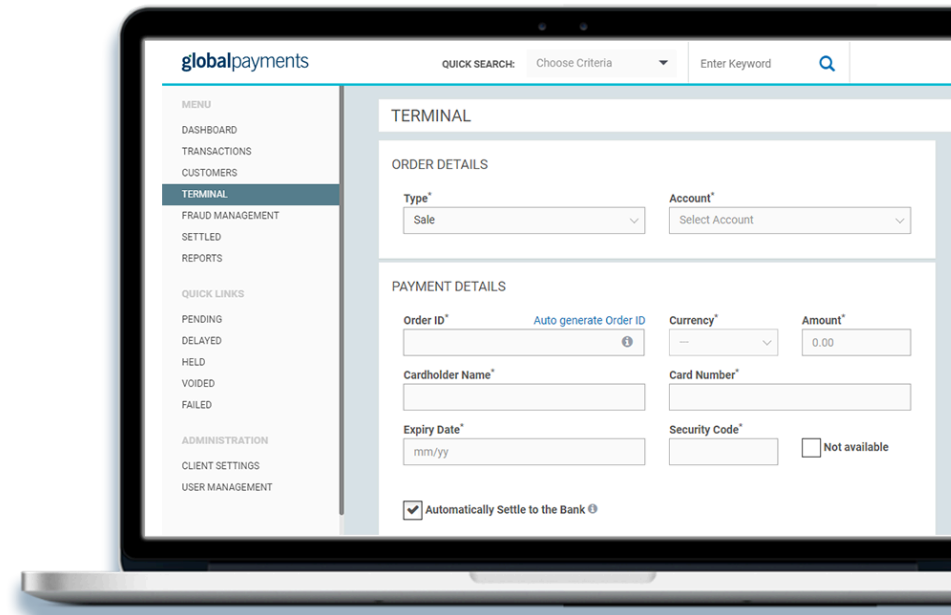 globalpayments
QUICK SEARCH: Choose Criteria Enter Keyword
MENU
DASHBOARD
TRANSACTIONS
CUSTOMERS
TERMINAL
FRAUD MANAGEMENT
SETTLED
REPORTS
QUICK LINKS
PENDING
DELAYED
HELD
VOIDED
FAILED
ADMINISTRATION
CLIENT SETTINGS
USER MANAGEMENT
TERMINAL
ORDER DETAILS
Type* Account*
Sale Select Account
PAYMENT DETAILS
Order ID* Auto generate Order ID Currency* Amount*
--- 0.00
Cardholder Name* Card Number*
Expiry Date* Security Code*
mm/yy Not available
Automatically Settle to the Bank